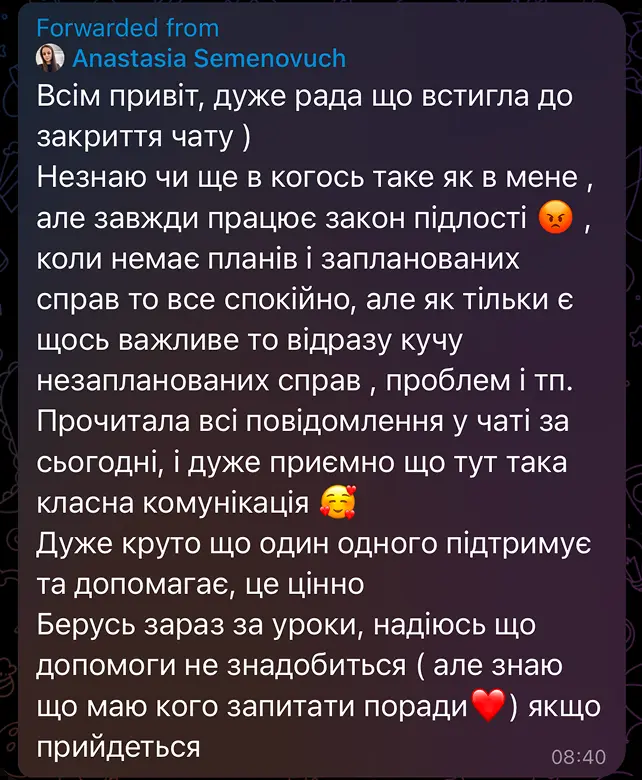 Forwarded from
Anastasia Semenovuch
Всім привіт, дуже рада що встигла до
закриття чату )
Незнаю чи ще в когось таке як в мене ,
але завжди працює закон підлості 😡 ,
коли немає планів і запланованих
справ то все спокійно, але як тільки є
щось важливе то відразу кучу
незапланованих справ , проблем і тп.
Прочитала всі повідомлення у чаті за
сьогодні, і дуже приємно що тут така
класна комунікація 🥰
Дуже круто що один одного підтримує
та допомагає, це цінно
Берусь зараз за уроки, надіюсь що
допомоги не знадобиться ( але знаю
що маю кого запитати поради❤️) якщо
прийдеться
08:40